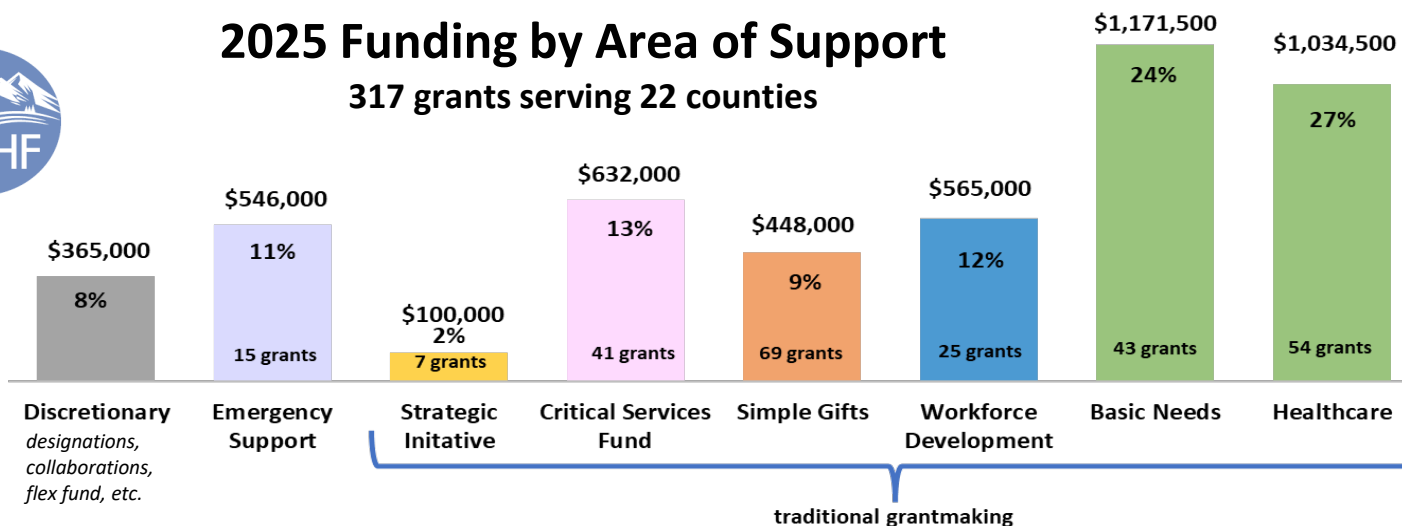 2025 Funding by Area of Support
317 grants serving 22 counties
HF
$365,000
8%
Discretionary
designations,
collaborations,
flex fund, etc.
$546,000
11%
15 grants
Emergency
Support
$100,000
2%
7 grants
Strategic
Initative
$632,000
13%
41 grants
Critical Services
Fund
$448,000
9%
69 grants
Simple Gifts
$565,000
12%
25 grants
Workforce
Development
$1,171,500
24%
43 grants
Basic Needs
$1,034,500
27%
54 grants
Healthcare
traditional grantmaking